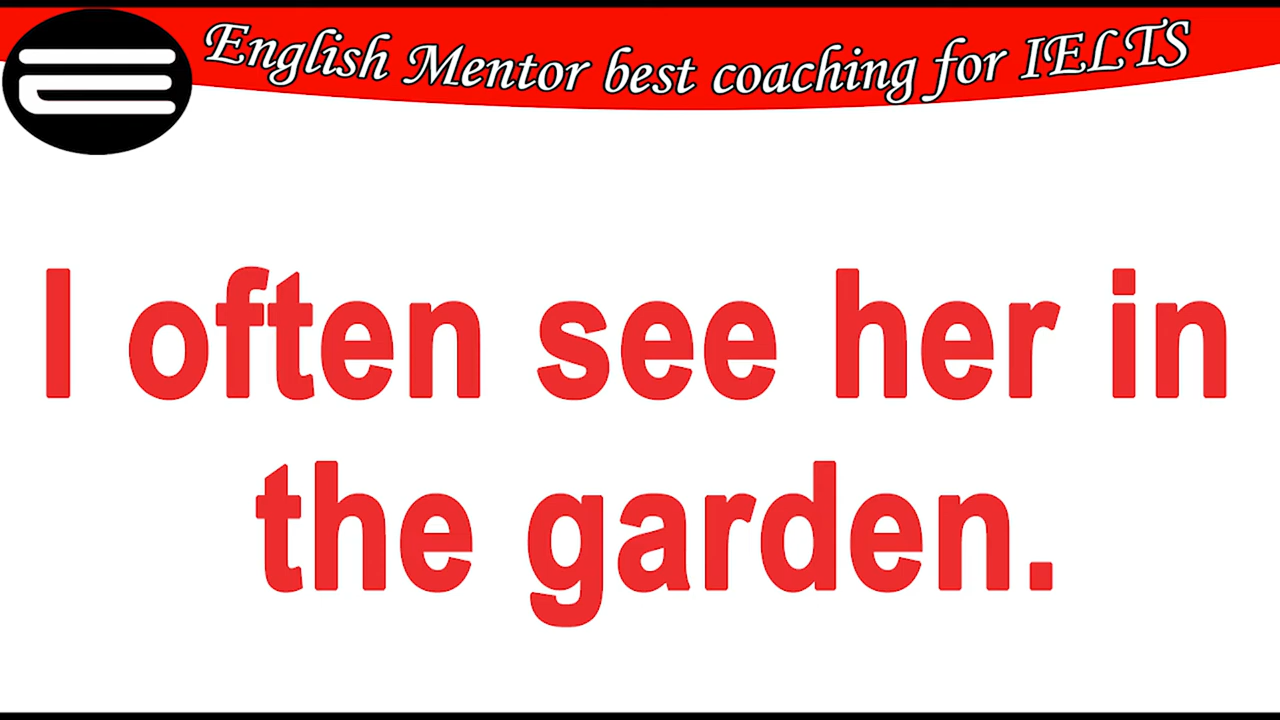 English Mentor best coaching for IELTS
I often see her in
the garden.